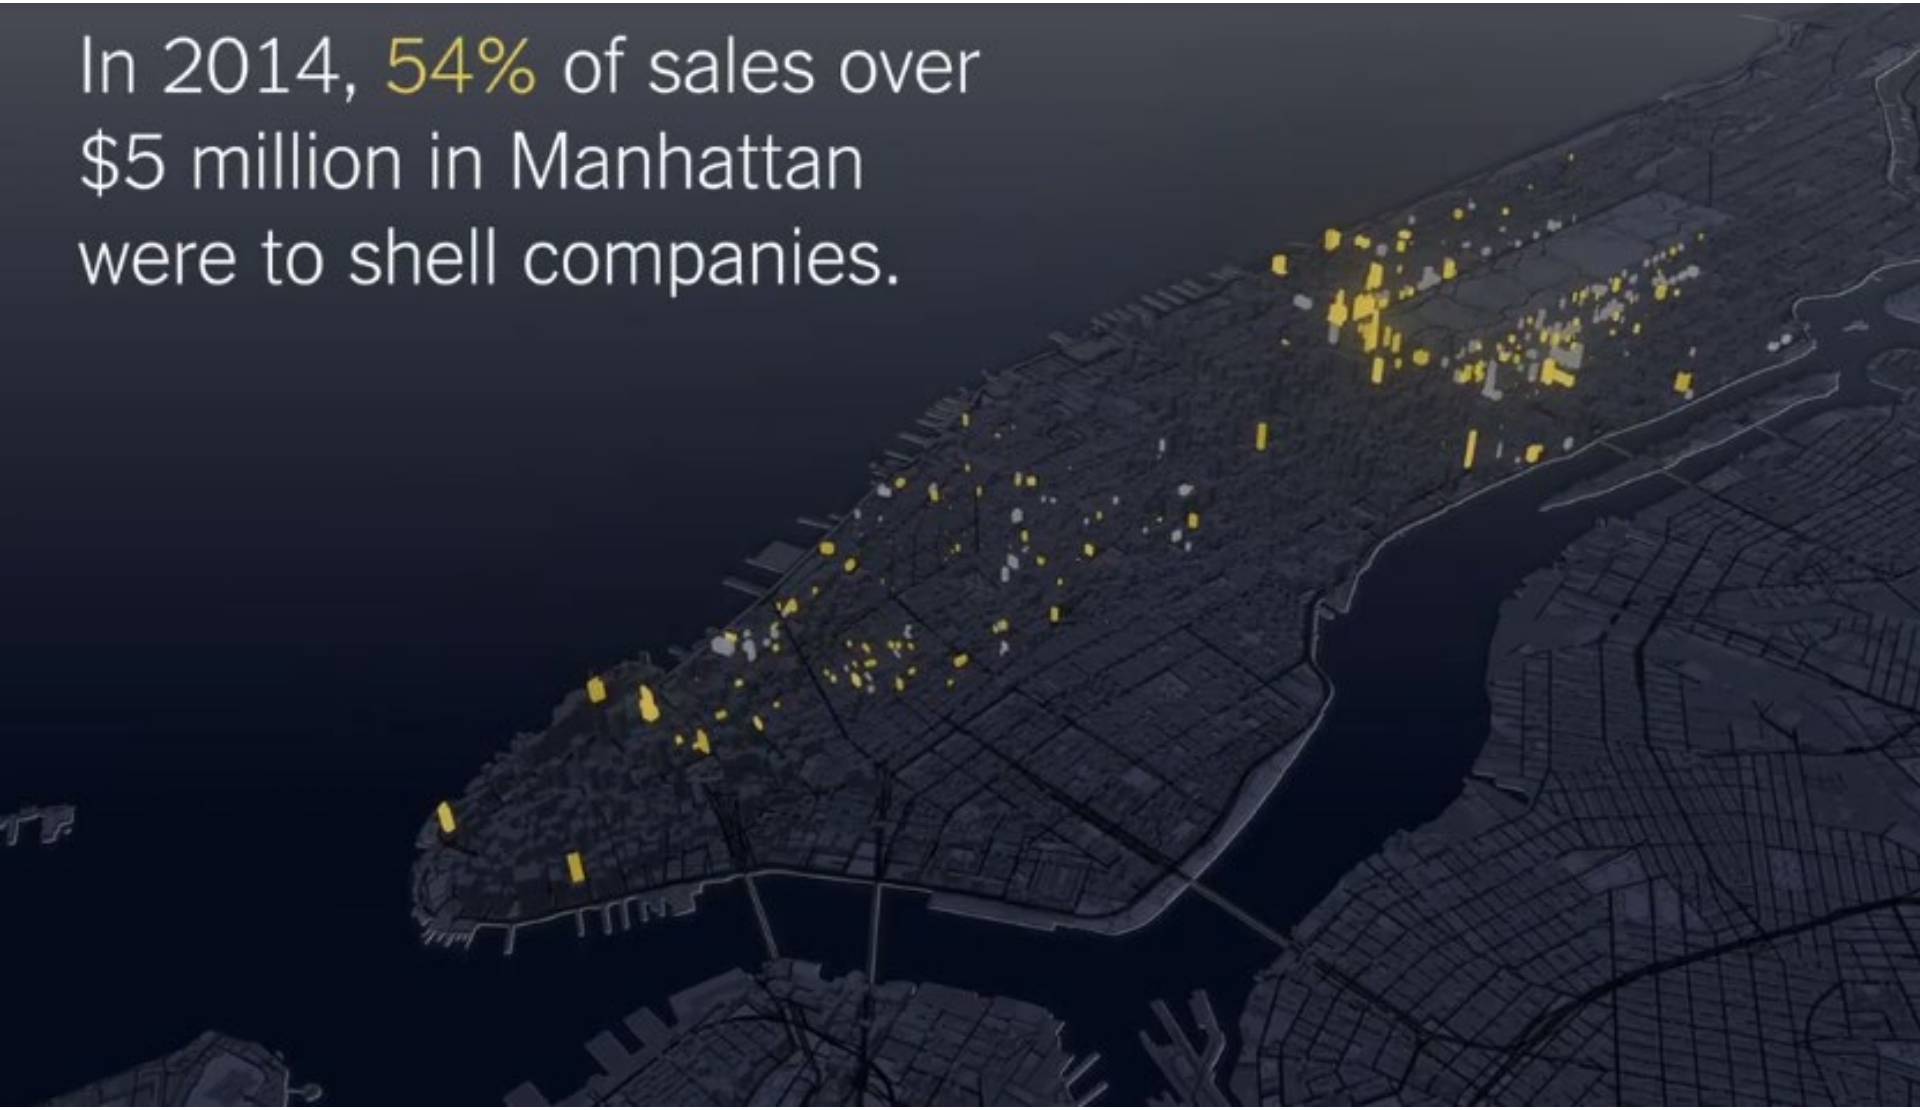 In 2014, 54% of sales over
$5 million in Manhattan
were to shell companies.